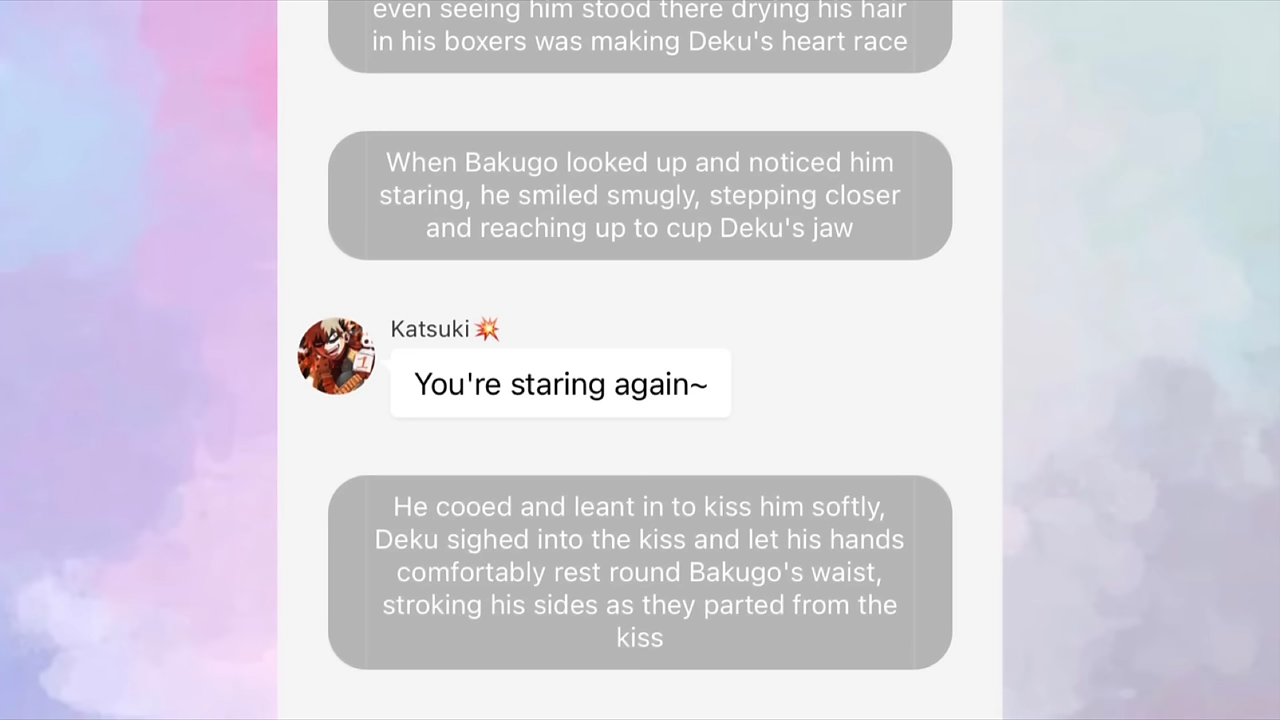 even seeing him stood there drying his hair
in his boxers was making Deku's heart race
When Bakugo looked up and noticed him
staring, he smiled smugly, stepping closer
and reaching up to cup Deku's jaw
Katsuki💥
You're staring again~
He cooed and leant in to kiss him softly,
Deku sighed into the kiss and let his hands
comfortably rest round Bakugo's waist,
stroking his sides as they parted from the
kiss